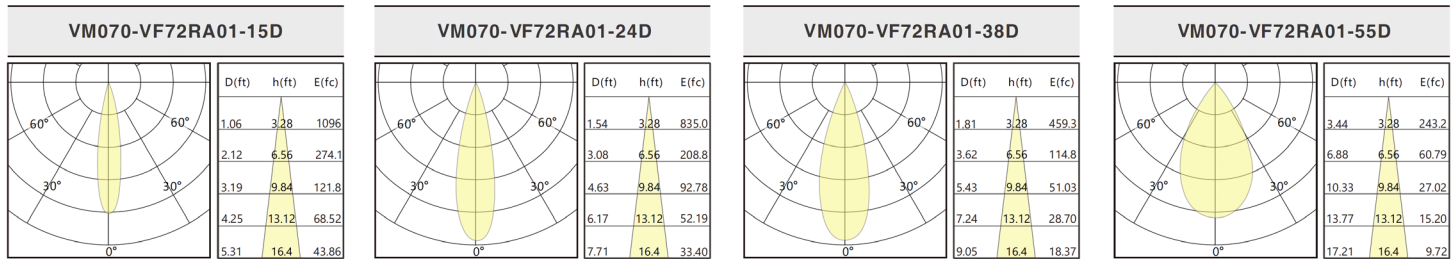 VM070-VF72RA01-15D
60° 60°
30° 30°
0°
D(ft) h(ft) E(fc)
1.06 3.28 1096
2.12 6.56 274.1
3.19 9.84 121.8
4.25 13.12 68.52
5.31 16.4 43.86
VM070-VF72RA01-24D
60° 60°
30° 30°
0°
D(ft) h(ft) E(fc)
1.54 3.28 835.0
3.08 6.56 208.8
4.63 9.84 92.78
6.17 13.12 52.19
7.71 16.4 33.40
VM070-VF72RA01-38D
60° 60°
30° 30°
0°
D(ft) h(ft) E(fc)
1.81 3.28 459.3
3.62 6.56 114.8
5.43 9.84 51.03
7.24 13.12 28.70
9.05 16.4 18.37
VM070-VF72RA01-55D
60° 60°
30° 30°
0°
D(ft) h(ft) E(fc)
3.44 3.28 243.2
6.88 6.56 60.79
10.33 9.84 27.02
13.77 13.12 15.20
17.21 16.4 9.72